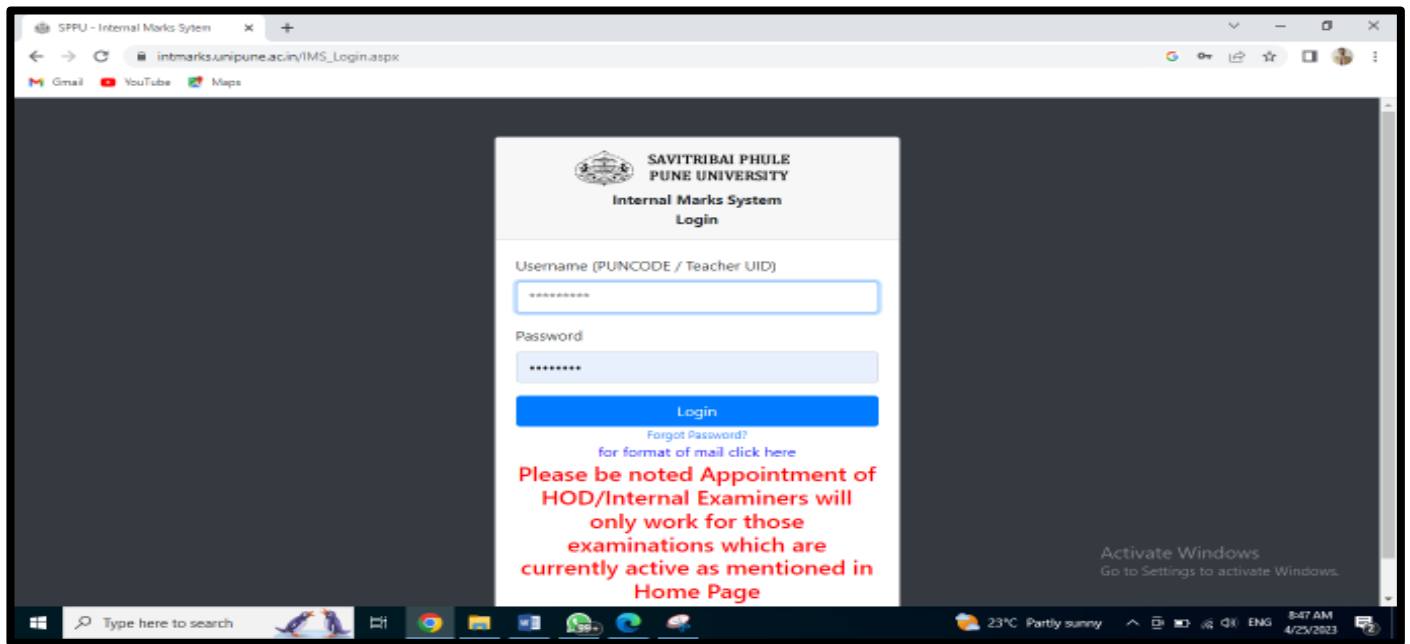 SPPU - Internal Marks Sytem
intmarks.unipune.ac.in/IMS_Login.aspx
Gmail YouTube Maps
SAVITRIBAI PHULE
PUNE UNIVERSITY
Internal Marks System
Login
Username (PUNCODE / Teacher UID)
*********
Password
••••••••
Login
Forgot Password?
for format of mail click here
Please be noted Appointment of
HOD/Internal Examiners will
only work for those
examinations which are
currently active as mentioned in
Home Page
Activate Windows
Go to Settings to activate Windows.
Type here to search 99+ 23°C Partly sunny ENG 8:47 AM
4/25/2023 2